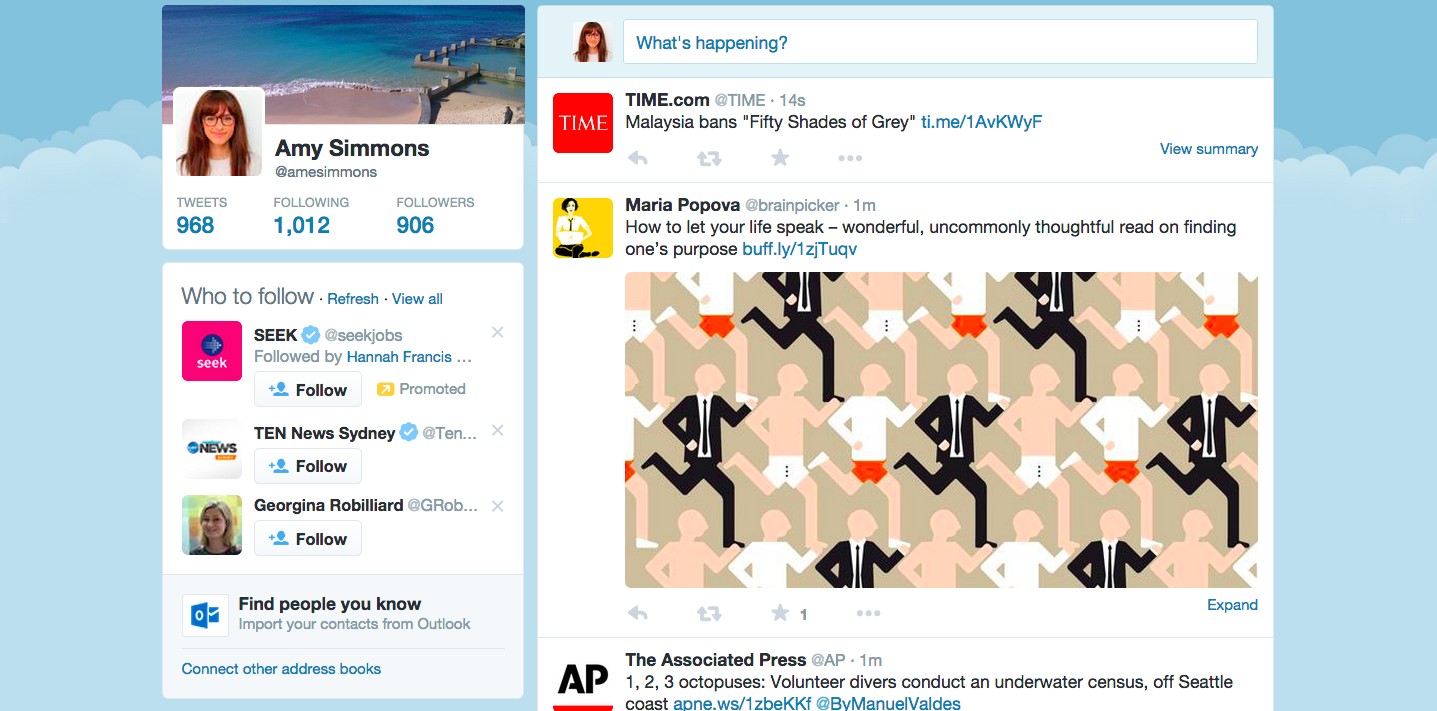 What's happening?
Amy Simmons
@amesimmons
TWEETS FOLLOWING FOLLOWERS
968 1,012 906
Who to follow · Refresh · View all
seek
SEEK @seekjobs
Followed by Hannah Francis ...
Follow Promoted
NEWS
TEN News Sydney @Ten...
Follow
Georgina Robilliard @GRob...
Follow
Find people you know
Import your contacts from Outlook
Connect other address books
TIME
TIME.com @TIME · 14s
Malaysia bans "Fifty Shades of Grey" ti.me/1AvKWyF
View summary
Maria Popova @brainpicker · 1m
How to let your life speak – wonderful, uncommonly thoughtful read on finding
one's purpose buff.ly/1zjTuqv
1
Expand
AP
The Associated Press @AP · 1m
1, 2, 3 octopuses: Volunteer divers conduct an underwater census, off Seattle
coast apne.ws/1zbeKKf @ByManuelValdes